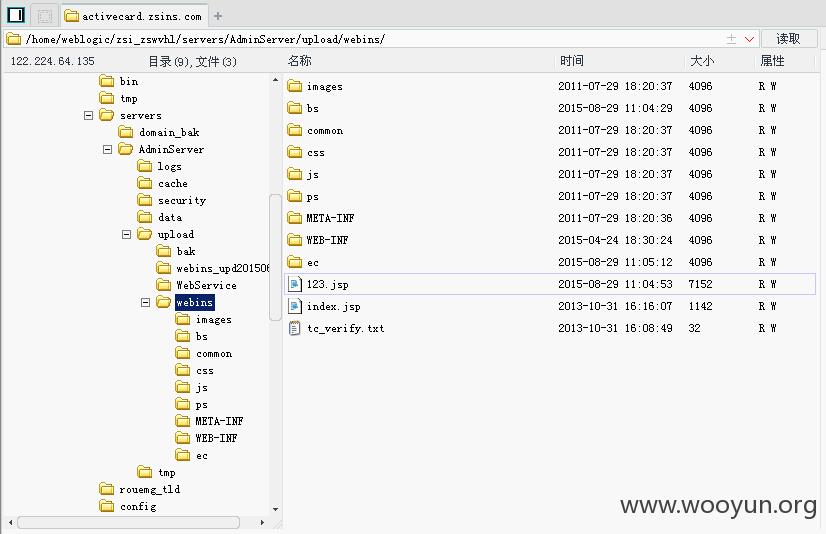 activecard.zsins.com
/home/weblogic/zsi_zswvhl/servers/AdminServer/upload/webins/ 读取
122.224.64.135 目录(9),文件(3) 名称 时间 大小 属性
bin
tmp
servers
domain_bak
AdminServer
logs
cache
security
data
upload
bak
webins_upd201506
WebService
webins
images
bs
common
css
js
ps
META-INF
WEB-INF
ec
tmp
rouemg_tld
config
images 2011-07-29 18:20:37 4096 R W
bs 2015-08-29 11:04:29 4096 R W
common 2011-07-29 18:20:37 4096 R W
css 2011-07-29 18:20:37 4096 R W
js 2011-07-29 18:20:37 4096 R W
ps 2011-07-29 18:20:37 4096 R W
META-INF 2011-07-29 18:20:36 4096 R W
WEB-INF 2015-04-24 18:30:24 4096 R W
ec 2015-08-29 11:05:12 4096 R W
123.jsp 2015-08-29 11:04:53 7152 R W
index.jsp 2013-10-31 16:16:07 1142 R W
tc_verify.txt 2013-10-31 16:08:49 32 R W
www.wooyun.org